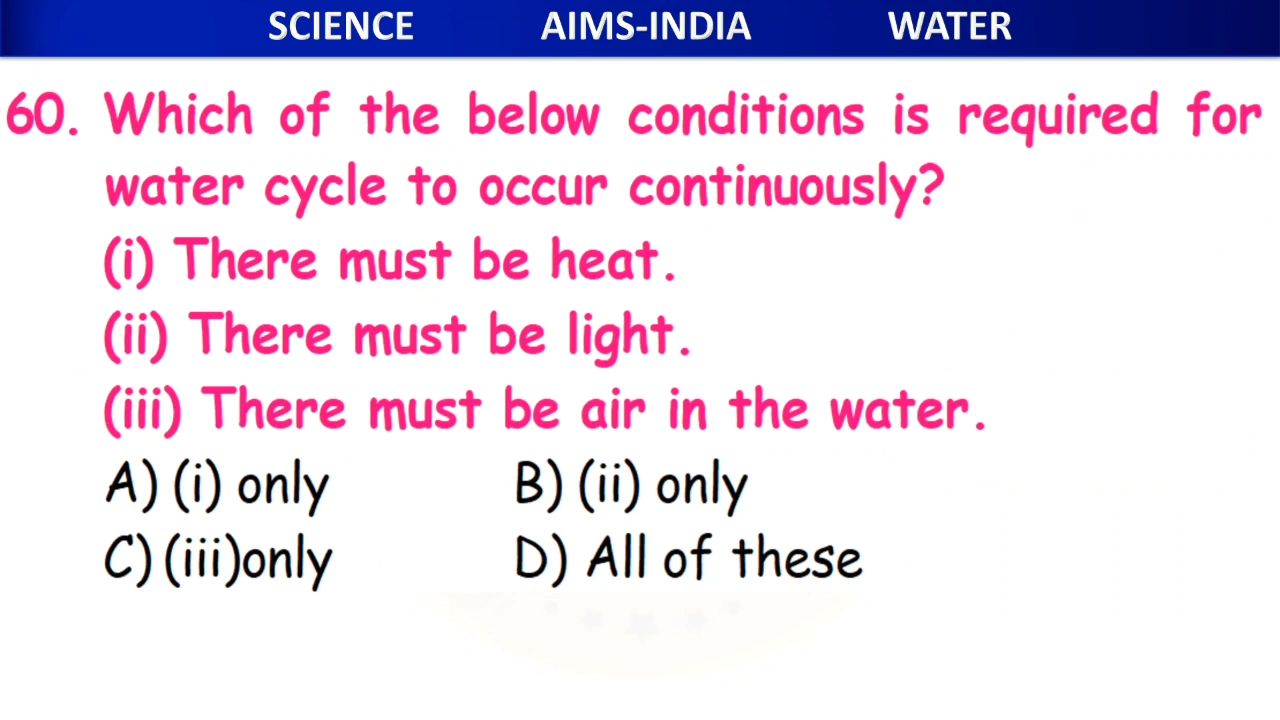 SCIENCE AIMS-INDIA WATER
60. Which of the below conditions is required for
water cycle to occur continuously?
(i) There must be heat.
(ii) There must be light.
(iii) There must be air in the water.
A) (i) only B) (ii) only
C) (iii)only D) All of these